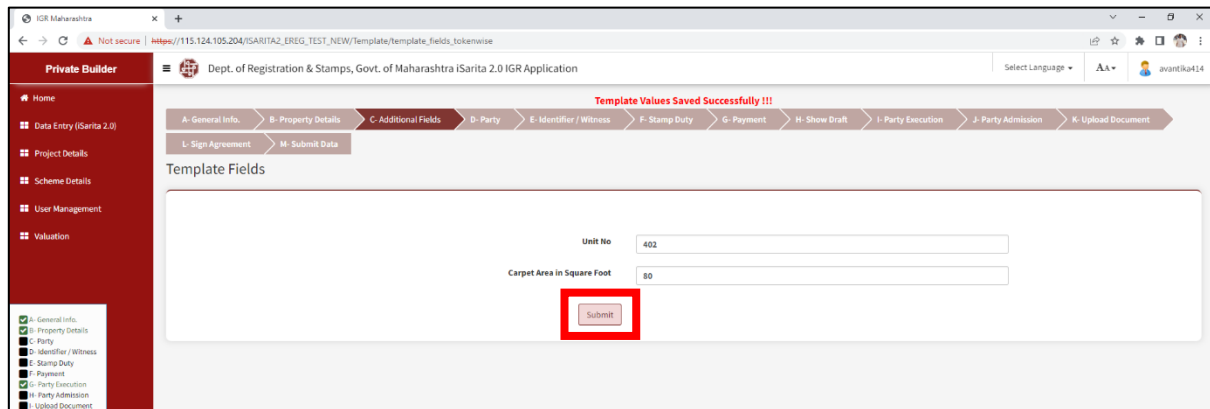 IGR Maharashtra
Not secure | https://115.124.105.204/ISARITA2_EREG_TEST_NEW/Template/template_fields_tokenwise
Private Builder
Dept. of Registration & Stamps, Govt. of Maharashtra iSarita 2.0 IGR Application
Select Language
AA
avantika414
Home
Data Entry (iSarita 2.0)
Project Details
Scheme Details
User Management
Valuation
Template Values Saved Successfully !!!
A- General Info. B- Property Details C- Additional Fields D- Party E- Identifier / Witness F- Stamp Duty G- Payment H- Show Draft I- Party Execution J- Party Admission K- Upload Document
L- Sign Agreement M- Submit Data
Template Fields
Unit No 402
Carpet Area in Square Foot 80
Submit
A- General Info.
B- Property Details
C- Party
D- Identifier / Witness
E- Stamp Duty
F- Payment
G- Party Execution
H- Party Admission
I- Upload Document